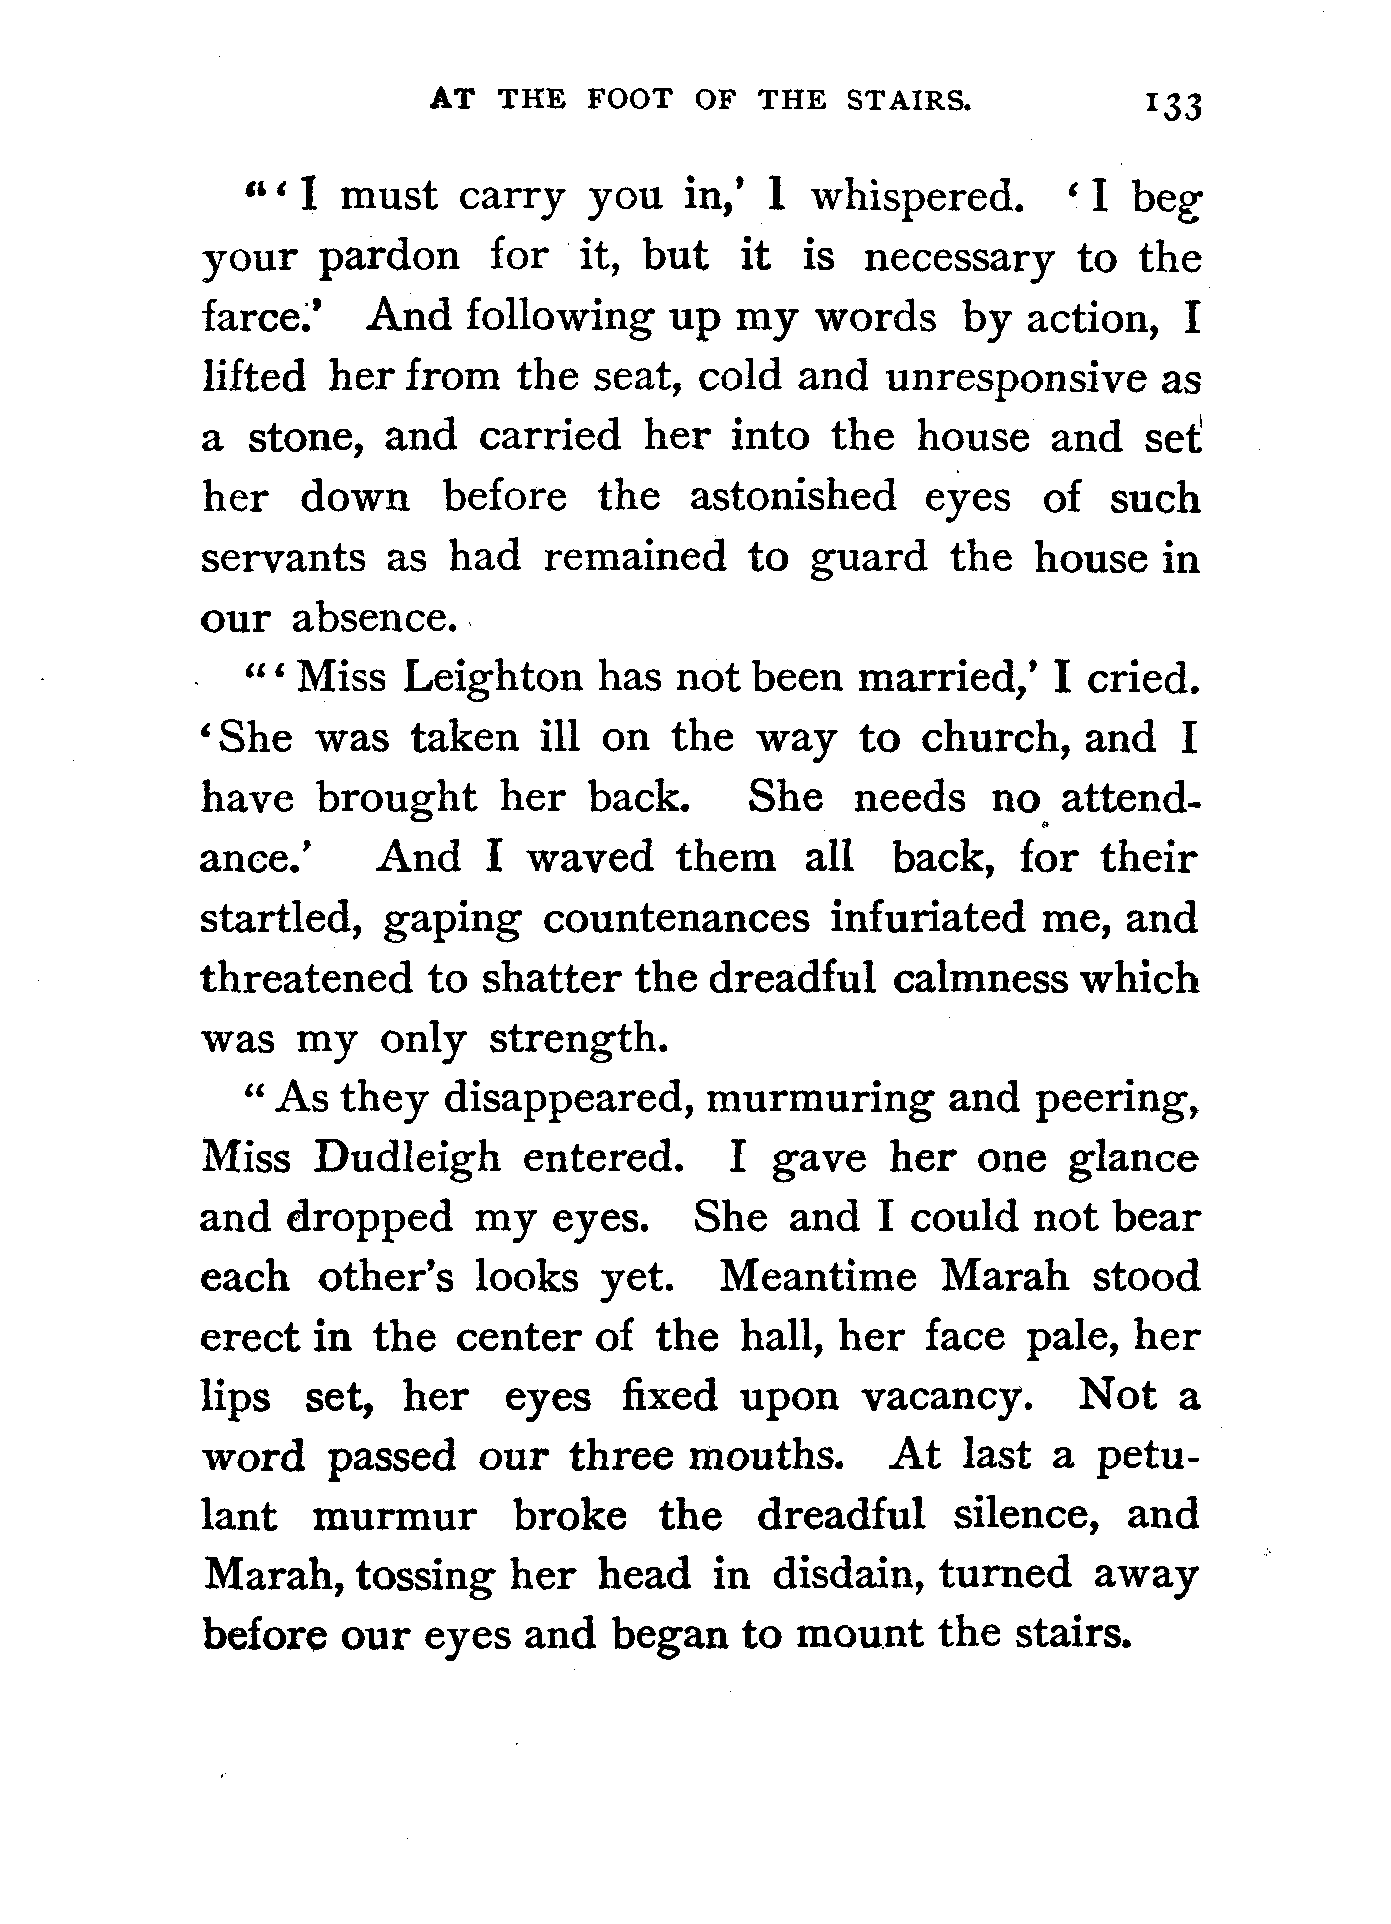 AT THE FOOT OF THE STAIRS. 133
"'I must carry you in,' I whispered. 'I beg
your pardon for it, but it is necessary to the
farce.' And following up my words by action, I
lifted her from the seat, cold and unresponsive as
a stone, and carried her into the house and set
her down before the astonished eyes of such
servants as had remained to guard the house in
our absence.
"'Miss Leighton has not been married,' I cried.
'She was taken ill on the way to church, and I
have brought her back. She needs no attend-
ance.' And I waved them all back, for their
startled, gaping countenances infuriated me, and
threatened to shatter the dreadful calmness which
was my only strength.
"As they disappeared, murmuring and peering,
Miss Dudleigh entered. I gave her one glance
and dropped my eyes. She and I could not bear
each other's looks yet. Meantime Marah stood
erect in the center of the hall, her face pale, her
lips set, her eyes fixed upon vacancy. Not a
word passed our three mouths. At last a petu-
lant murmur broke the dreadful silence, and
Marah, tossing her head in disdain, turned away
before our eyes and began to mount the stairs.